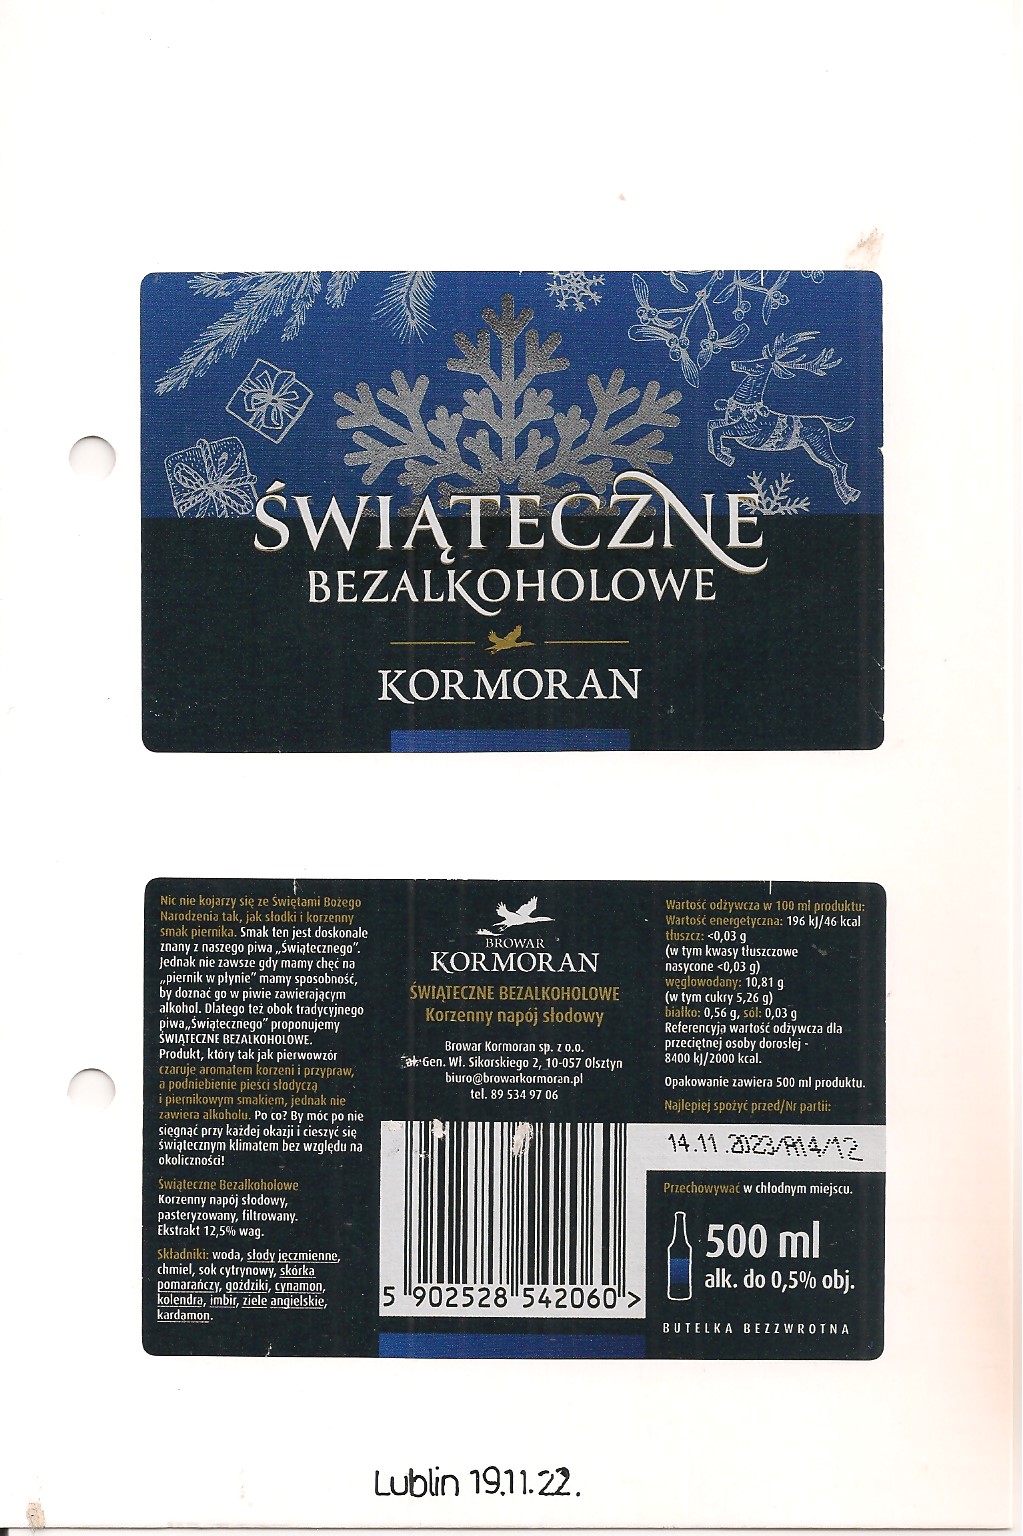 ŚWIĄTECZNE
BEZALKOHOLOWE
KORMORAN
Nic nie kojarzy się ze Świętami Bożego
Narodzenia tak, jak słodki i korzenny
smak piernika. Smak ten jest doskonale
znany z naszego piwa „Świątecznego”.
Jednak nie zawsze gdy mamy chęć na
„piernik w płynie” mamy sposobność,
by doznać go w piwie zawierającym
alkohol. Dlatego też obok tradycyjnego
piwa„Świątecznego” proponujemy
ŚWIĄTECZNE BEZALKOHOLOWE.
Produkt, który tak jak pierwowzór
czaruje aromatem korzeni i przypraw,
a podniebienie pieści słodyczą
i piernikowym smakiem, jednak nie
zawiera alkoholu. Po co? By móc po nie
sięgnąć przy każdej okazji i cieszyć się
świątecznym klimatem bez względu na
okoliczności!
Świąteczne Bezalkoholowe
Korzenny napój słodowy,
pasteryzowany, filtrowany.
Ekstrakt 12,5% wag.
Składniki: woda, słody jęczmienne,
chmiel, sok cytrynowy, skórka
pomarańczy, goździki, cynamon,
kolendra, imbir, ziele angielskie,
kardamon.
BROWAR
KORMORAN
ŚWIĄTECZNE BEZALKOHOLOWE
Korzenny napój słodowy
Browar Kormoran sp. z o.o.
al. Gen. Wł. Sikorskiego 2, 10-057 Olsztyn
biuro@browarkormoran.pl
tel. 89 534 97 06
5 902528 542060 >
Wartość odżywcza w 100 ml produktu:
Wartość energetyczna: 196 kJ/46 kcal
tłuszcz: <0,03 g
(w tym kwasy tłuszczowe
nasycone <0,03 g)
węglowodany: 10,81 g
(w tym cukry 5,26 g)
białko: 0,56 g, sól: 0,03 g
Referencyja wartość odżywcza dla
przeciętnej osoby dorosłej -
8400 kJ/2000 kcal.
Opakowanie zawiera 500 ml produktu.
Najlepiej spożyć przed/Nr partii:
14.11.2023/A14/12
Przechowywać w chłodnym miejscu.
500 ml
alk. do 0,5% obj.
BUTELKA BEZZWROTNA
Lublin 19.11.22.